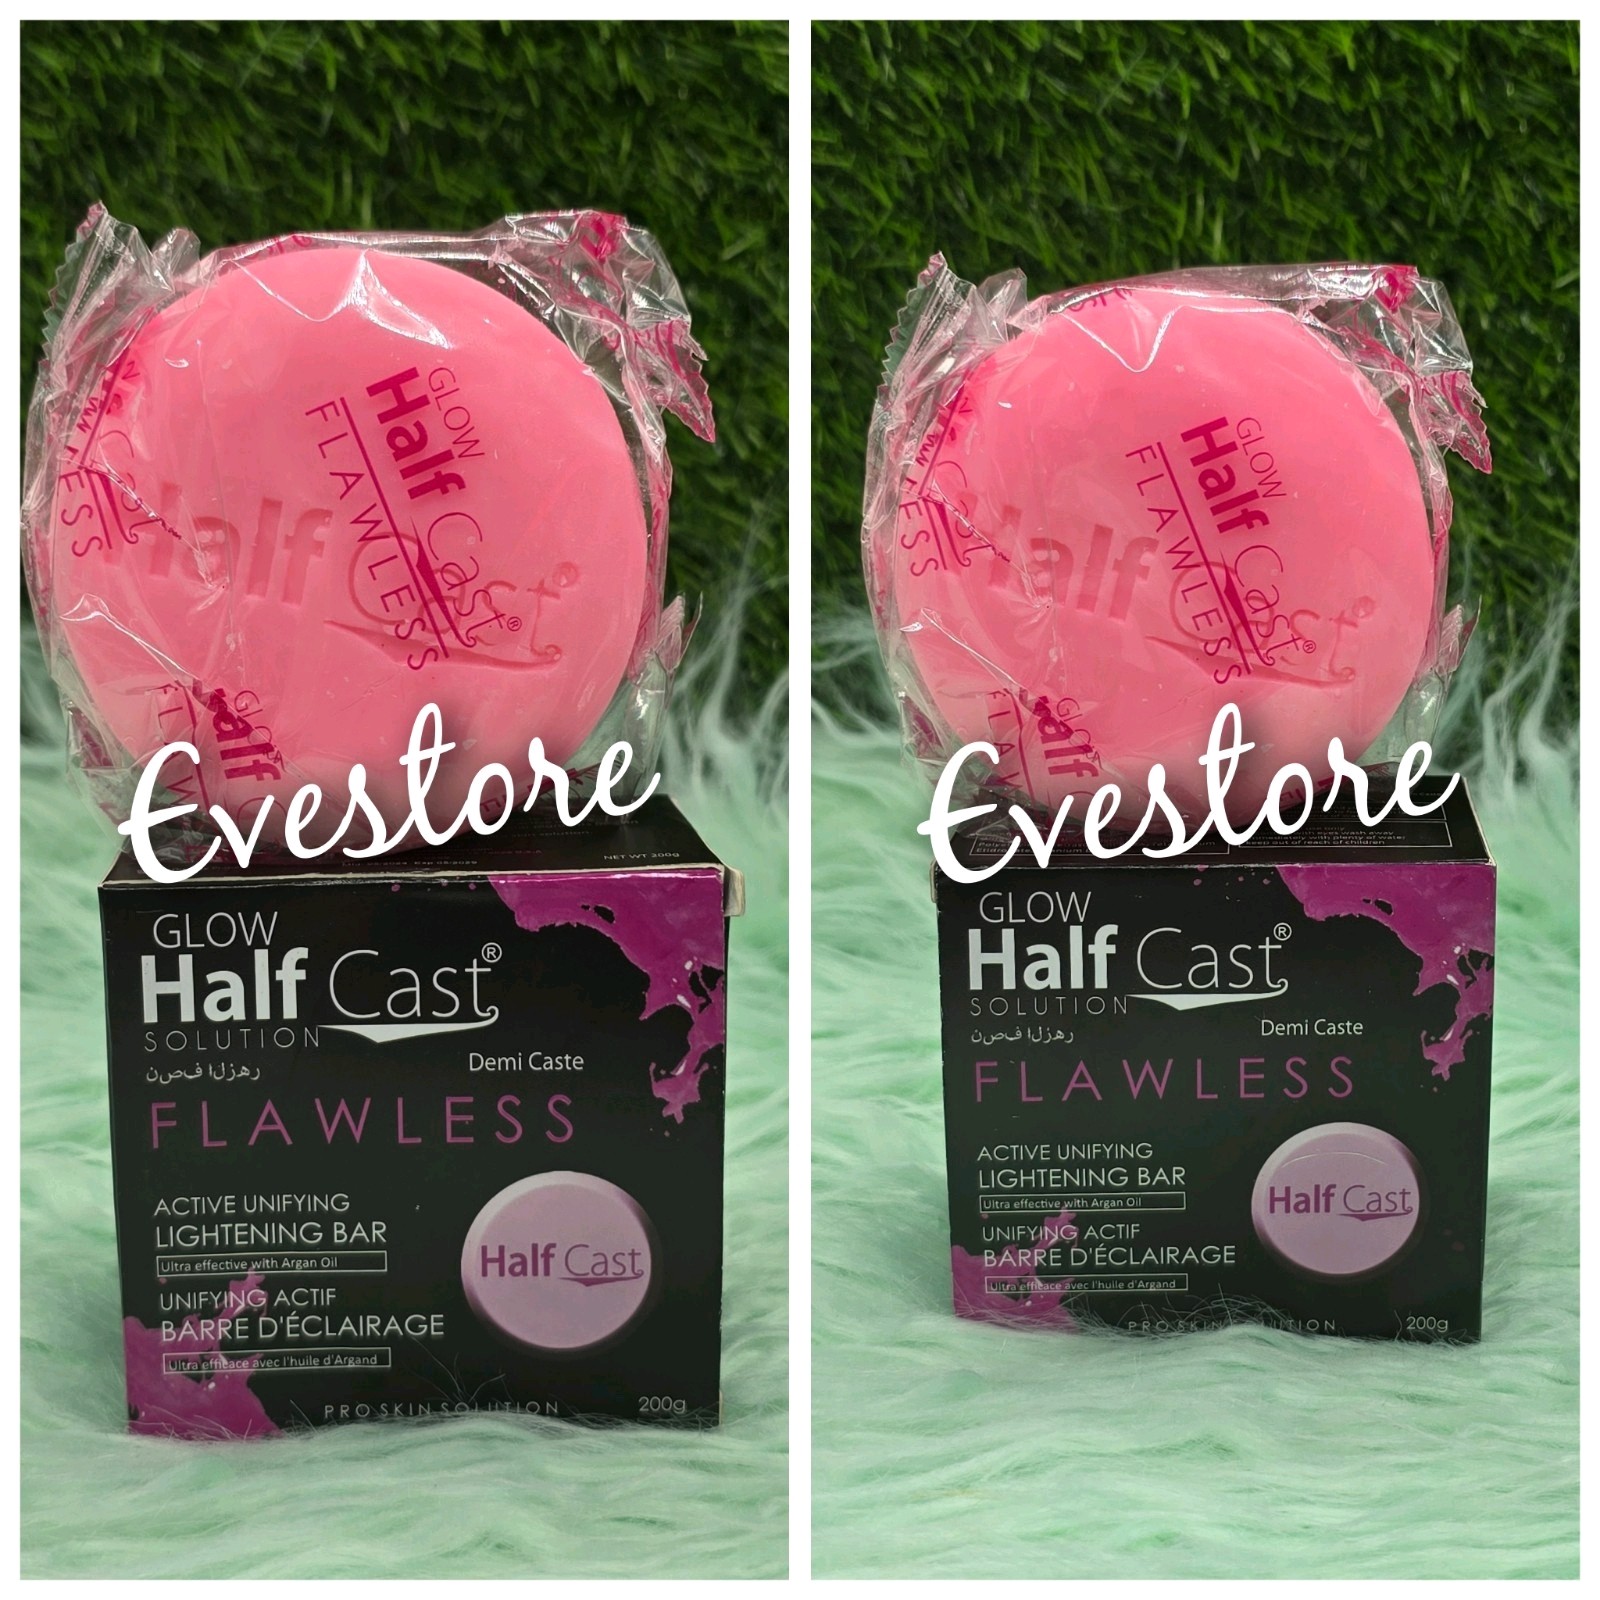 GLOW
Half Cast®
FLAWLESS
Half Cast®
GLOW
Half
Evestore
NET WT 200g
GLOW
Half Cast®
SOLUTION
نصف الزهر
Demi Caste
FLAWLESS
ACTIVE UNIFYING
LIGHTENING BAR
Ultra effective with Argan Oil
UNIFYING ACTIF
BARRE D'ÉCLAIRAGE
Ultra efficace avec l'huile d'Argand
Half Cast
PRO SKIN SOLUTION
200g
GLOW
Half Cast®
FLAWLESS
Half Cast®
GLOW
Half
Evestore
keep out of reach of children
GLOW
Half Cast®
SOLUTION
نصف الزهر
Demi Caste
FLAWLESS
ACTIVE UNIFYING
LIGHTENING BAR
Ultra effective with Argan Oil
UNIFYING ACTIF
BARRE D'ÉCLAIRAGE
Ultra efficace avec l'huile d'Argand
Half Cast
PRO SKIN SOLUTION
200g